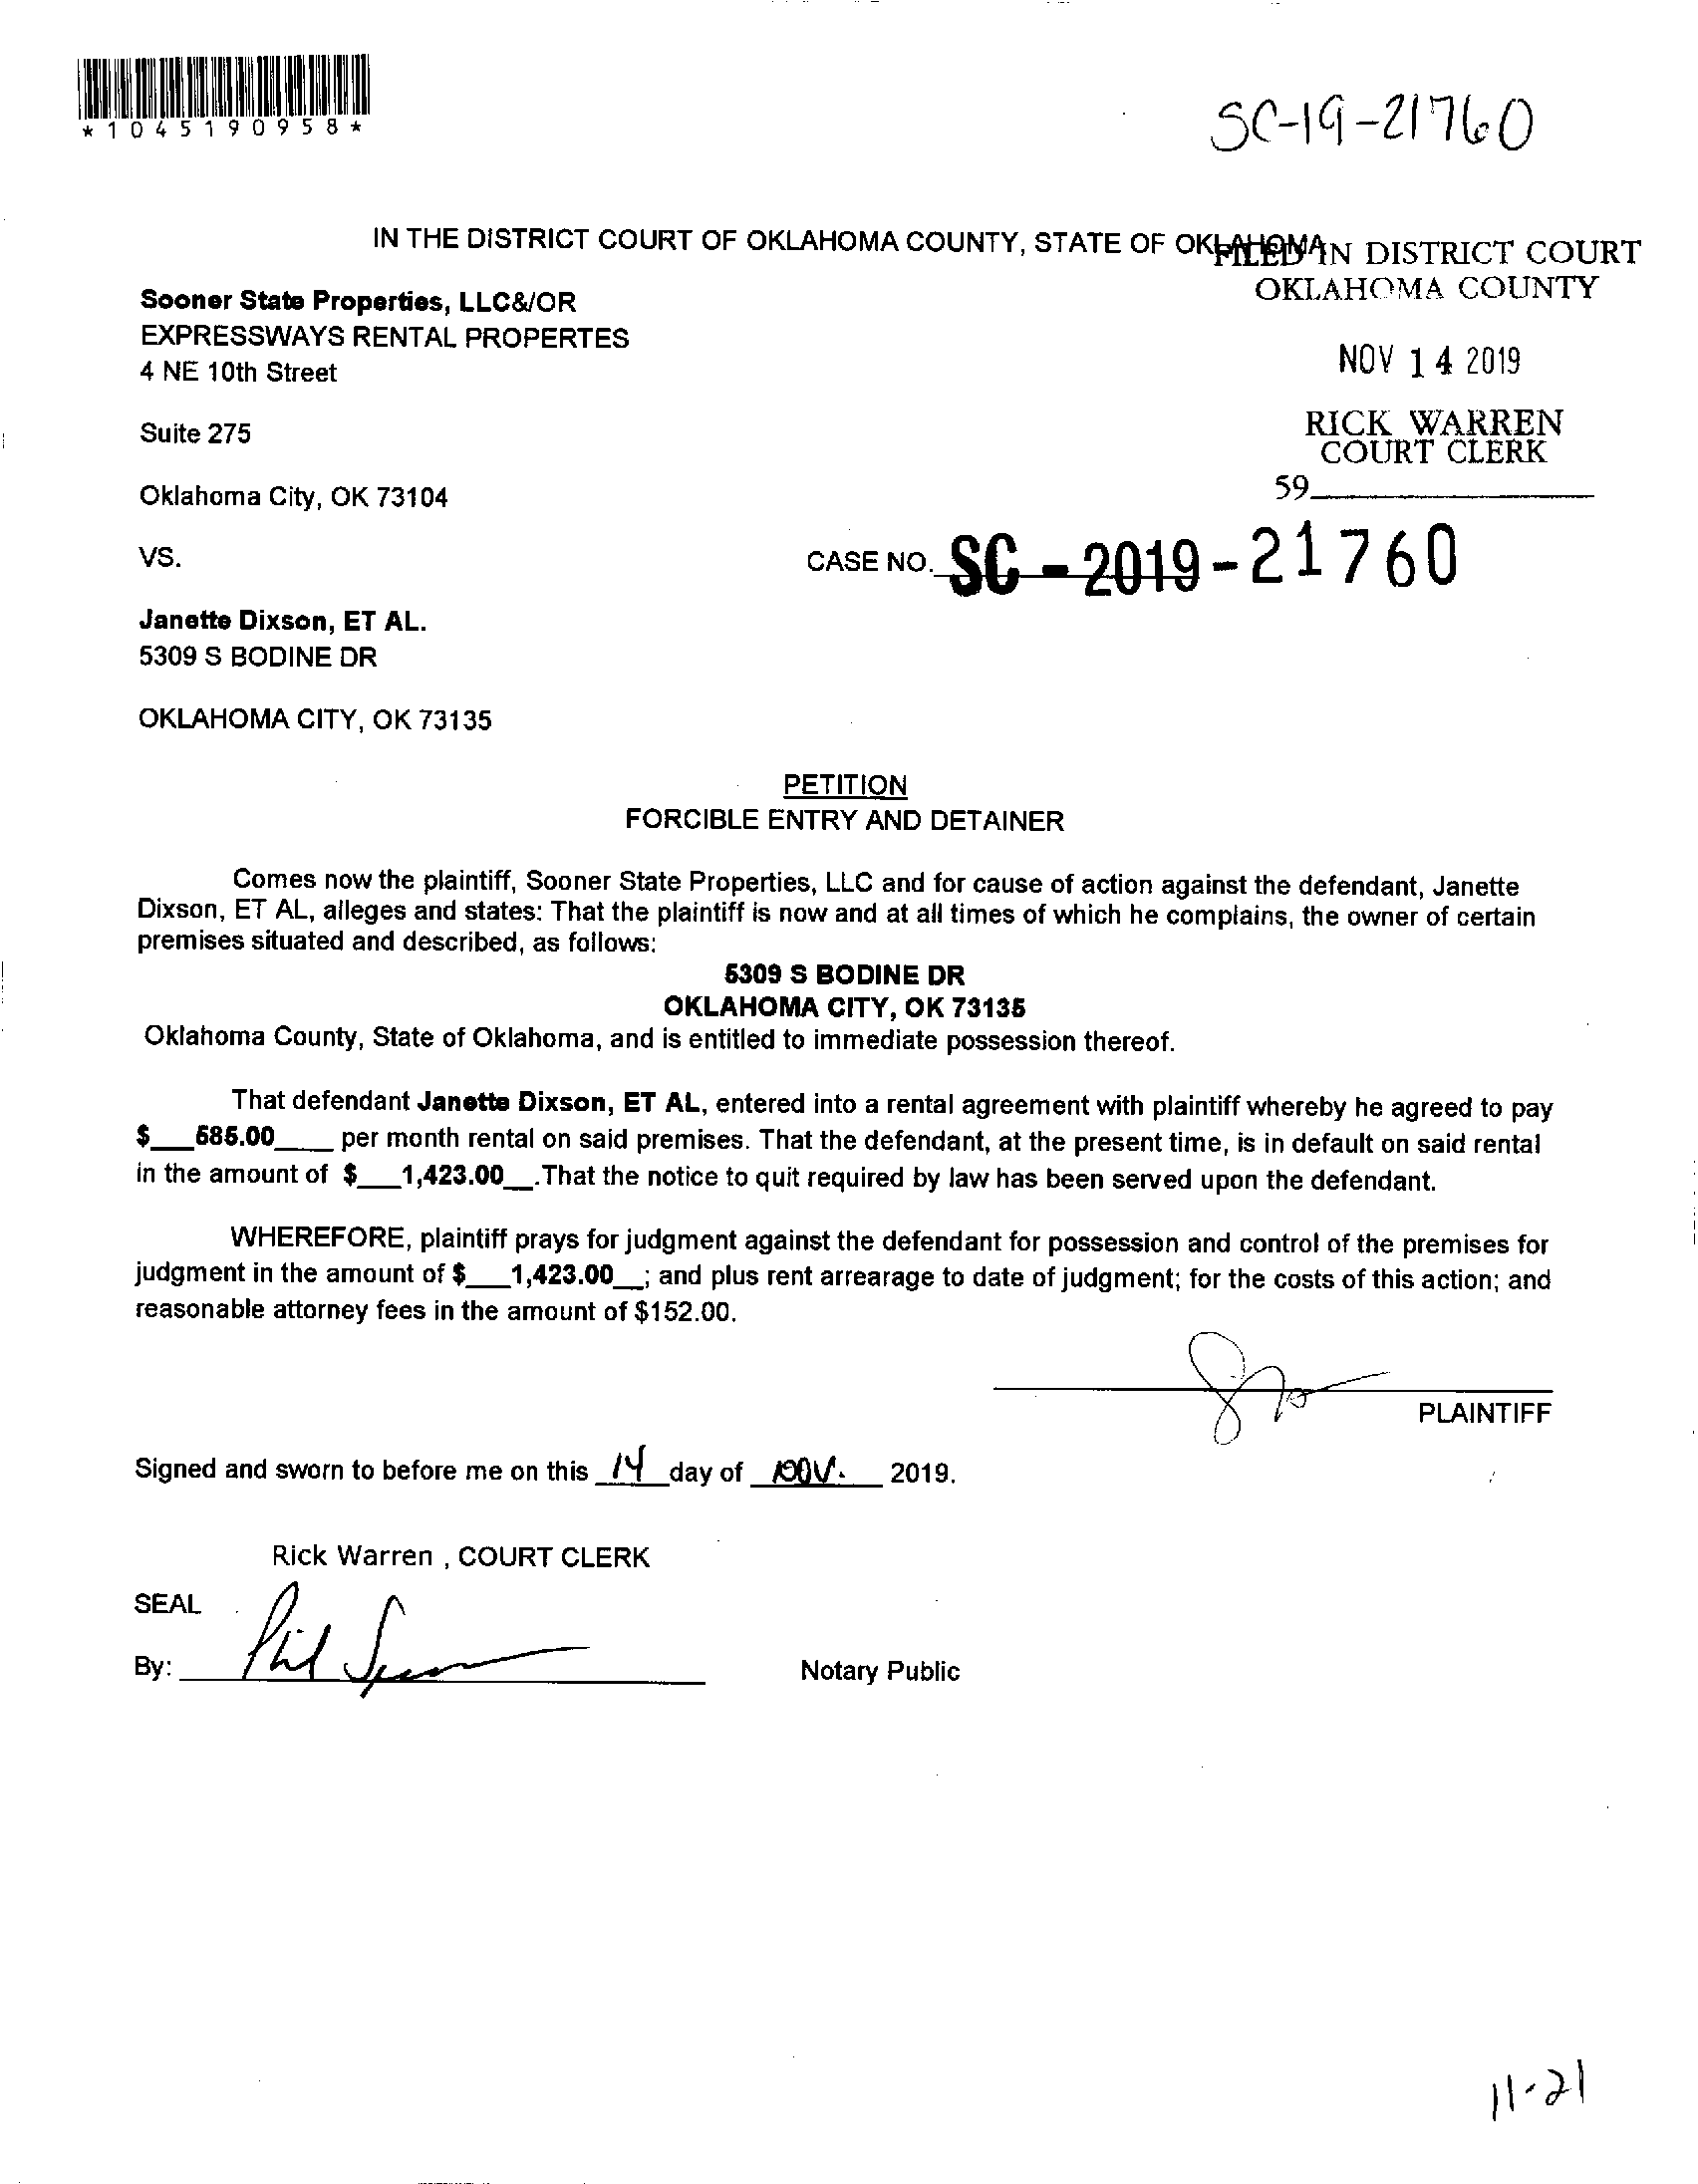 *1045190958*
SC-19-21760
IN THE DISTRICT COURT OF OKLAHOMA COUNTY, STATE OF OKLAHOMA
FILED IN DISTRICT COURT
OKLAHOMA COUNTY
Sooner State Properties, LLC&/OR
EXPRESSWAYS RENTAL PROPERTES
4 NE 10th Street
NOV 14 2019
Suite 275
RICK WARREN
COURT CLERK
59
Oklahoma City, OK 73104
VS.
CASE NO. SC - 2019 - 21760
Janette Dixson, ET AL.
5309 S BODINE DR
OKLAHOMA CITY, OK 73135
PETITION
FORCIBLE ENTRY AND DETAINER
Comes now the plaintiff, Sooner State Properties, LLC and for cause of action against the defendant, Janette
Dixson, ET AL, alleges and states: That the plaintiff is now and at all times of which he complains, the owner of certain
premises situated and described, as follows:
5309 S BODINE DR
OKLAHOMA CITY, OK 73135
Oklahoma County, State of Oklahoma, and is entitled to immediate possession thereof.
That defendant Janette Dixson, ET AL, entered into a rental agreement with plaintiff whereby he agreed to pay
$___685.00____ per month rental on said premises. That the defendant, at the present time, is in default on said rental
in the amount of $___1,423.00__.That the notice to quit required by law has been served upon the defendant.
WHEREFORE, plaintiff prays for judgment against the defendant for possession and control of the premises for
judgment in the amount of $___1,423.00__; and plus rent arrearage to date of judgment; for the costs of this action; and
reasonable attorney fees in the amount of $152.00.
PLAINTIFF
Signed and sworn to before me on this 14 day of NOV. 2019.
Rick Warren , COURT CLERK
SEAL
By:
Notary Public
11-21